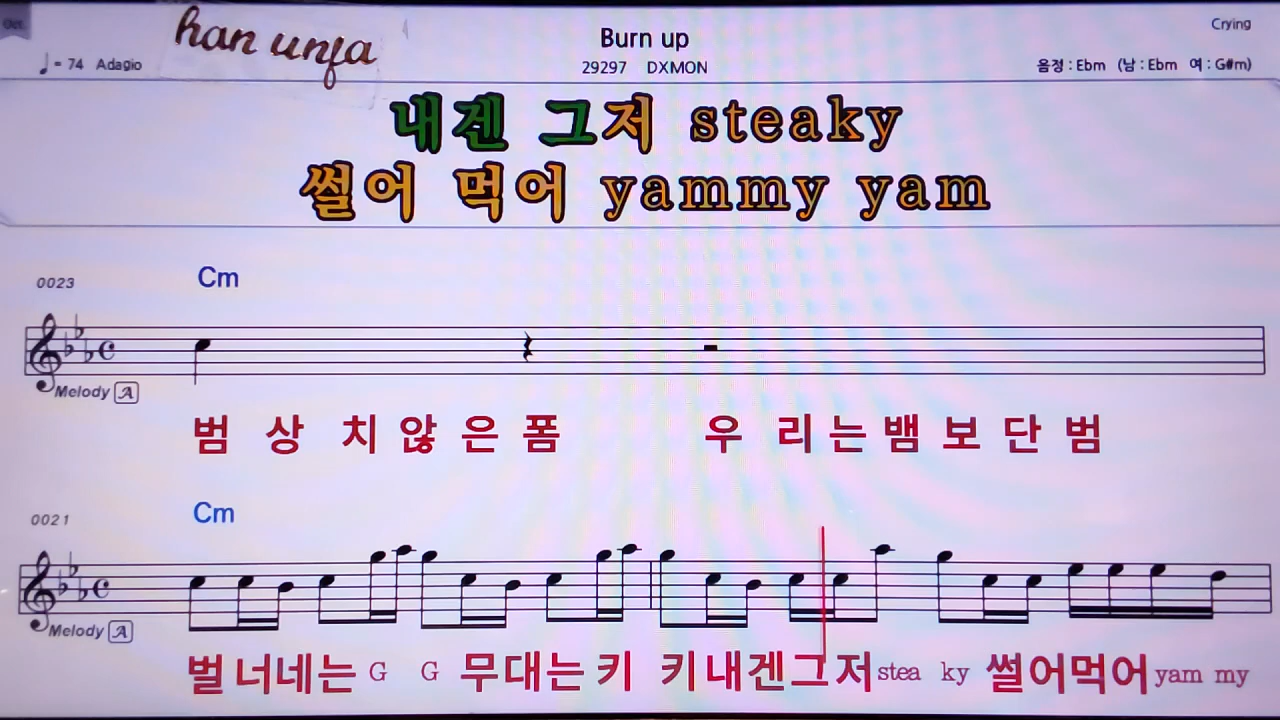 Crying
han unfa
Burn up
♩= 74 Adagio
29297 DXMON
음정 : Ebm (남 : Ebm 여 : G#m)
내겐 그저 steaky
썰어 먹어 yammy yam
0023
Cm
Melody A
범 상 치 않 은 폼 우 리 는 뱀 보 단 범
0021
Cm
Melody A
벌 너네는 G G 무대는 키 키내겐그저 stea ky 썰어먹어 yam my